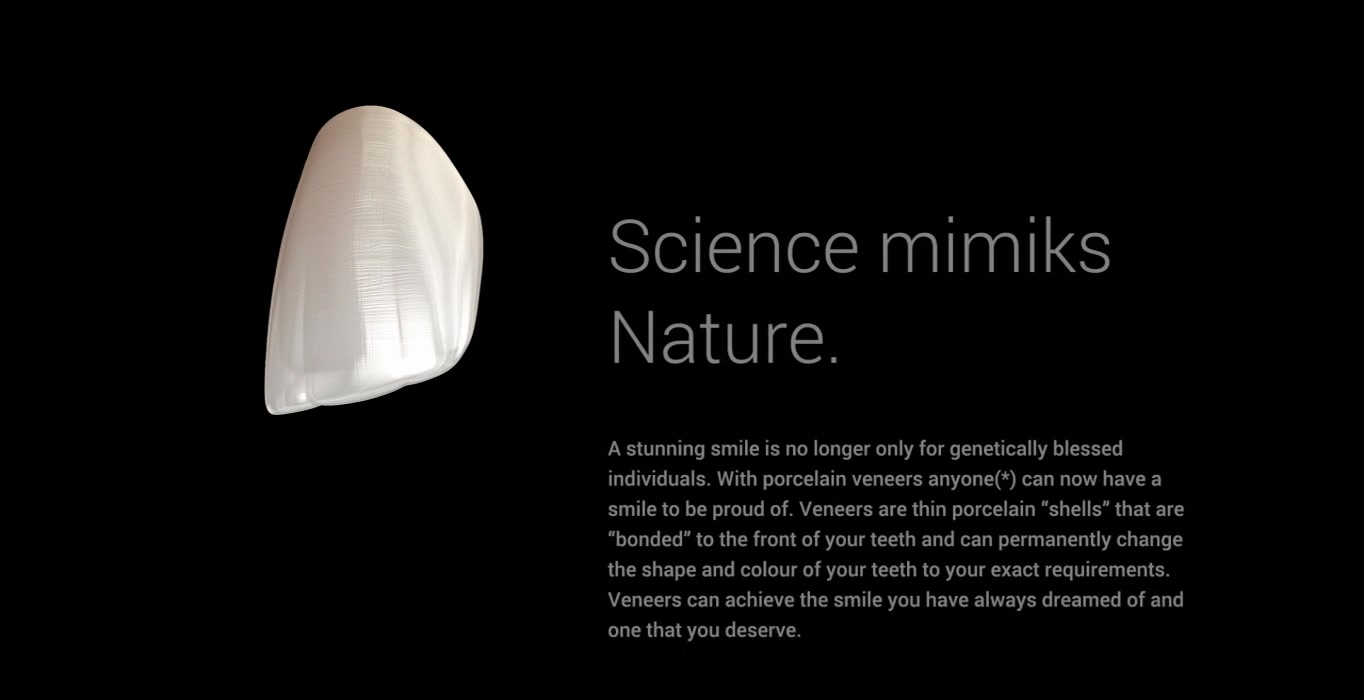 Science mimiks
Nature.
A stunning smile is no longer only for genetically blessed
individuals. With porcelain veneers anyone(*) can now have a
smile to be proud of. Veneers are thin porcelain “shells” that are
“bonded” to the front of your teeth and can permanently change
the shape and colour of your teeth to your exact requirements.
Veneers can achieve the smile you have always dreamed of and
one that you deserve.